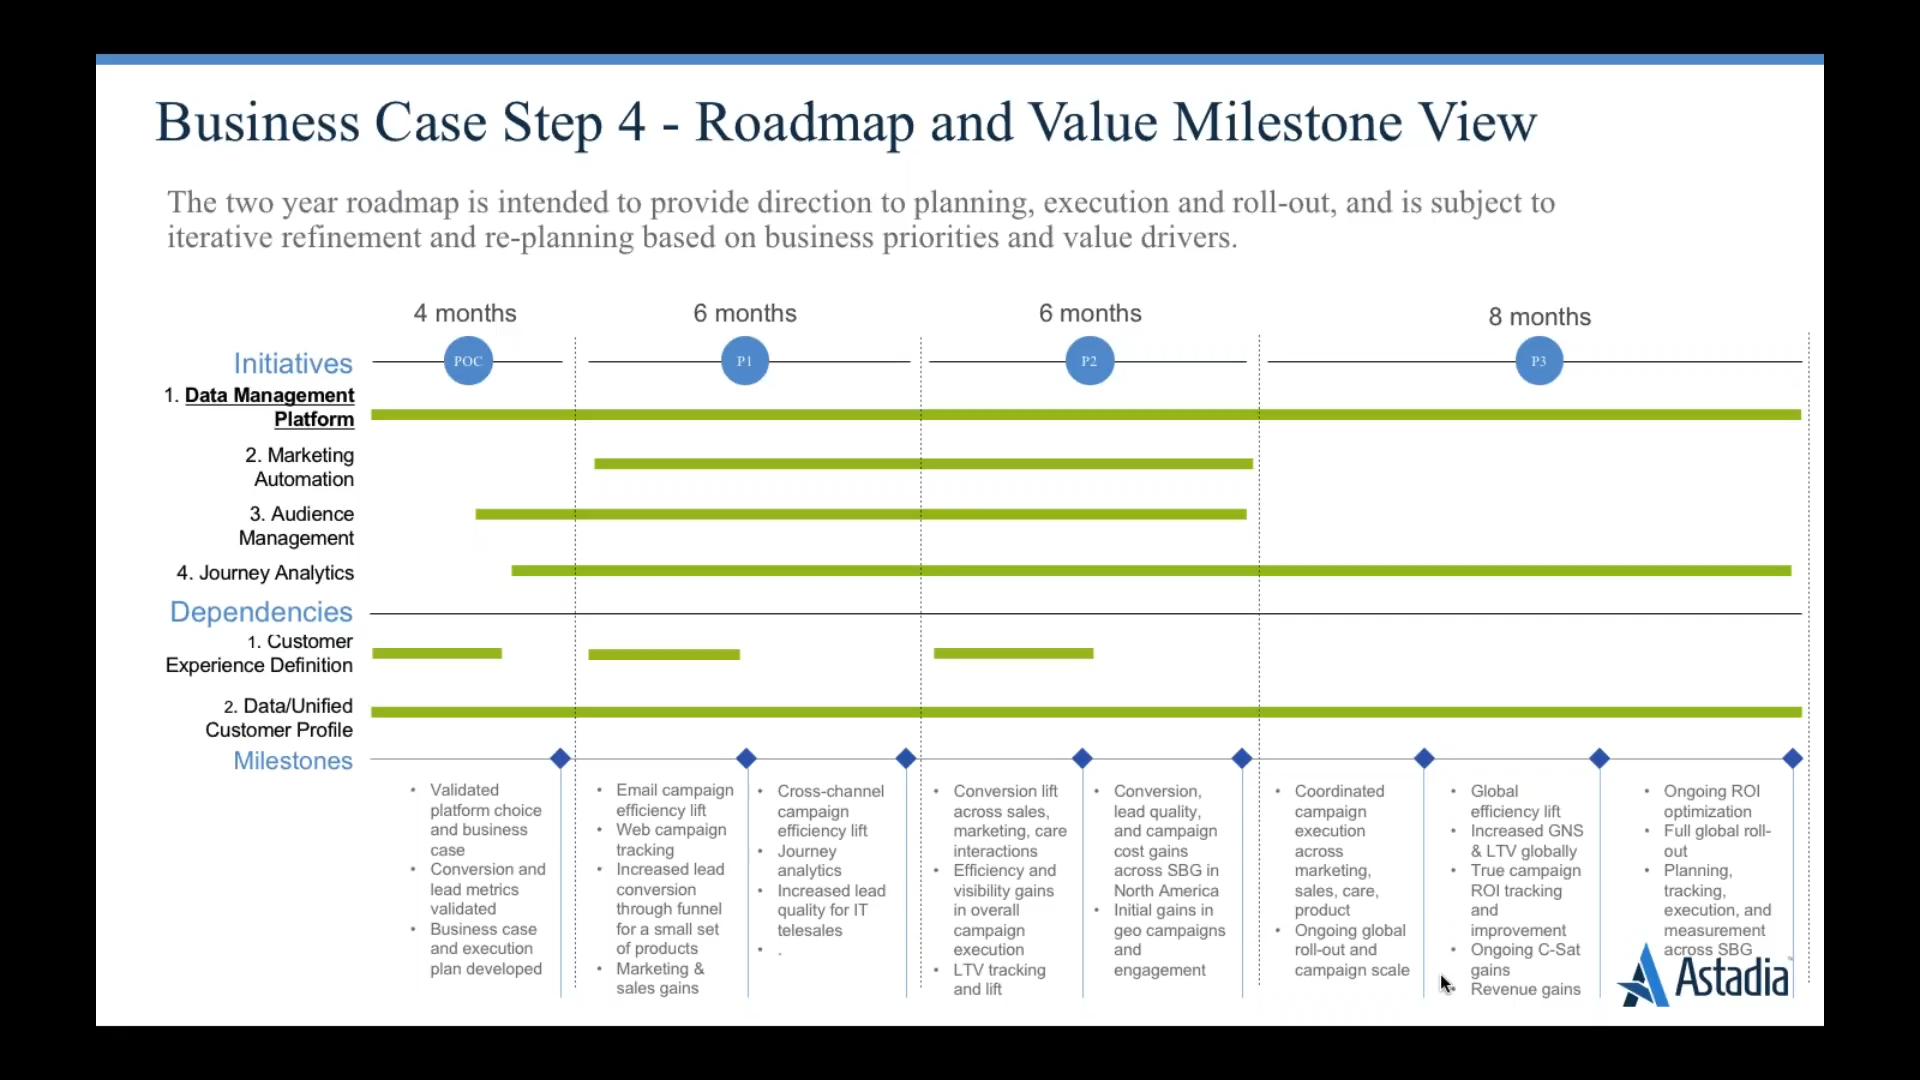 Business Case Step 4 - Roadmap and Value Milestone View
The two year roadmap is intended to provide direction to planning, execution and roll-out, and is subject to
iterative refinement and re-planning based on business priorities and value drivers.
4 months
6 months
6 months
8 months
Initiatives
POC
P1
P2
P3
1. Data Management
Platform
2. Marketing
Automation
3. Audience
Management
4. Journey Analytics
Dependencies
1. Customer
Experience Definition
2. Data/Unified
Customer Profile
Milestones
• Validated
platform choice
and business
case
• Conversion and
lead metrics
validated
• Business case
and execution
plan developed
• Email campaign
efficiency lift
• Web campaign
tracking
• Increased lead
conversion
through funnel
for a small set
of products
• Marketing &
sales gains
• Cross-channel
campaign
efficiency lift
• Journey
analytics
• Increased lead
quality for IT
telesales
• .
• Conversion lift
across sales,
marketing, care
interactions
• Efficiency and
visibility gains
in overall
campaign
execution
• LTV tracking
and lift
• Conversion,
lead quality,
and campaign
cost gains
across SBG in
North America
• Initial gains in
geo campaigns
and
engagement
• Coordinated
campaign
execution
across
marketing,
sales, care,
product
• Ongoing global
roll-out and
campaign scale
• Global
efficiency lift
• Increased GNS
& LTV globally
• True campaign
ROI tracking
and
improvement
• Ongoing C-Sat
gains
Revenue gains
• Ongoing ROI
optimization
• Full global roll-
out
• Planning,
tracking,
execution, and
measurement
across SBG
Astadia